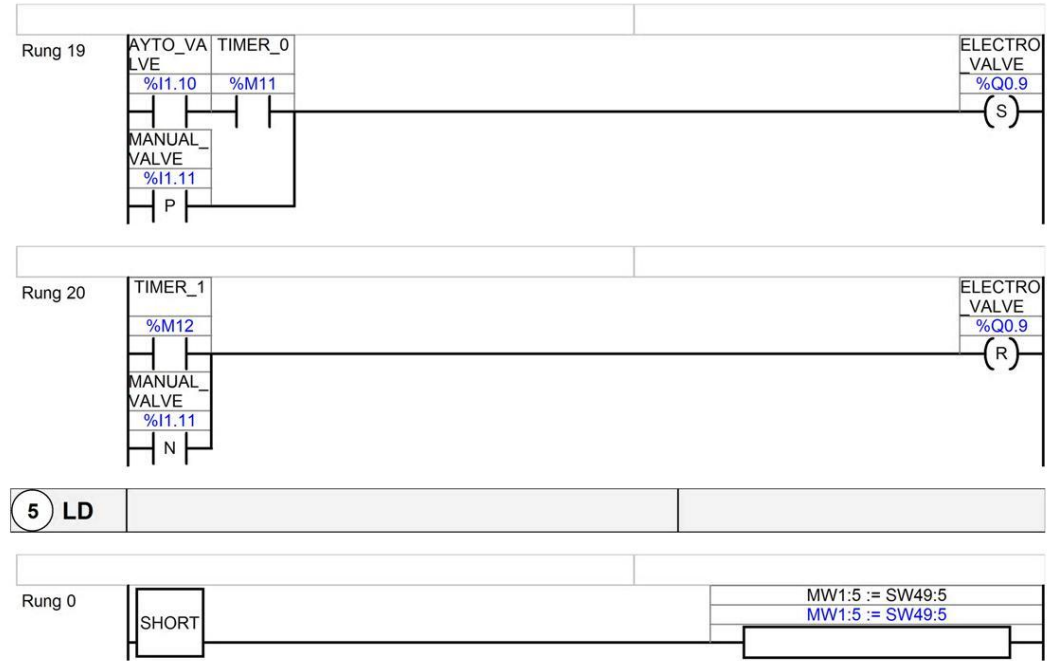 Rung 19
AYTO_VA
LVE
%I1.10
TIMER_0
%M11
ELECTRO
_VALVE
%Q0.9
S
MANUAL_
VALVE
%I1.11
P
Rung 20
TIMER_1
%M12
ELECTRO
_VALVE
%Q0.9
R
MANUAL_
VALVE
%I1.11
N
5 LD
Rung 0
SHORT
MW1:5 := SW49:5
MW1:5 := SW49:5